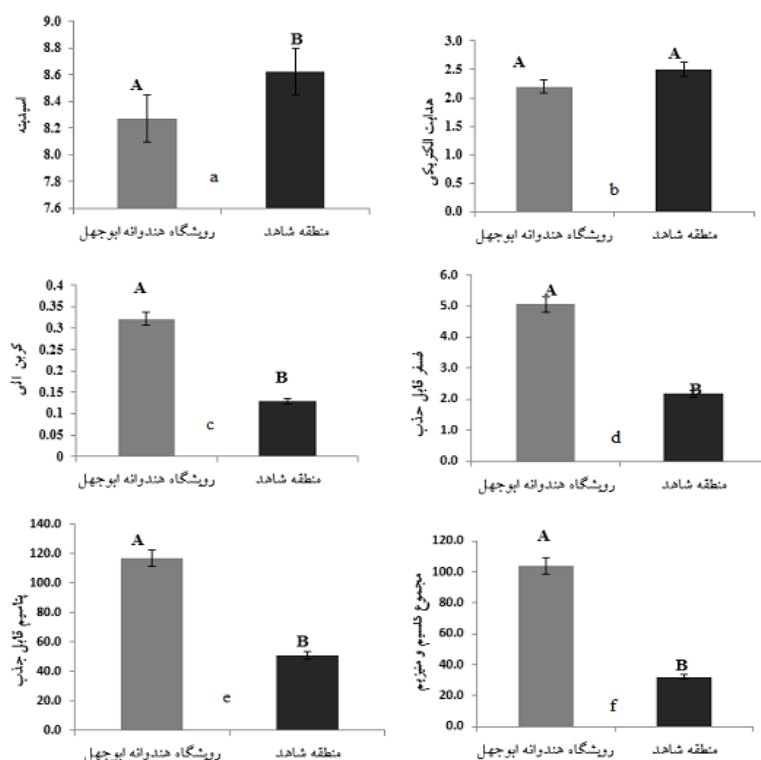 اسیدیته
9.0
8.8
8.6
8.4
8.2
8.0
7.8
7.6
A
B
a
رویشگاه هندوانه ابوجهل
منطقه شاهد
هدایت الکتریکی
3.5
3.0
2.5
2.0
1.5
1.0
0.5
0.0
A
A
b
رویشگاه هندوانه ابوجهل
منطقه شاهد
کربن آلی
0.4
0.35
0.3
0.25
0.2
0.15
0.1
0.05
0
A
B
c
رویشگاه هندوانه ابوجهل
منطقه شاهد
فسفر قابل جذب
6.0
5.0
4.0
3.0
2.0
1.0
0.0
A
B
d
رویشگاه هندوانه ابوجهل
منطقه شاهد
پتاسیم قابل جذب
140.0
120.0
100.0
80.0
60.0
40.0
20.0
0.0
A
B
e
رویشگاه هندوانه ابوجهل
منطقه شاهد
مجموع کلسیم و منیزیم
120.0
100.0
80.0
60.0
40.0
20.0
0.0
A
B
f
رویشگاه هندوانه ابوجهل
منطقه شاهد